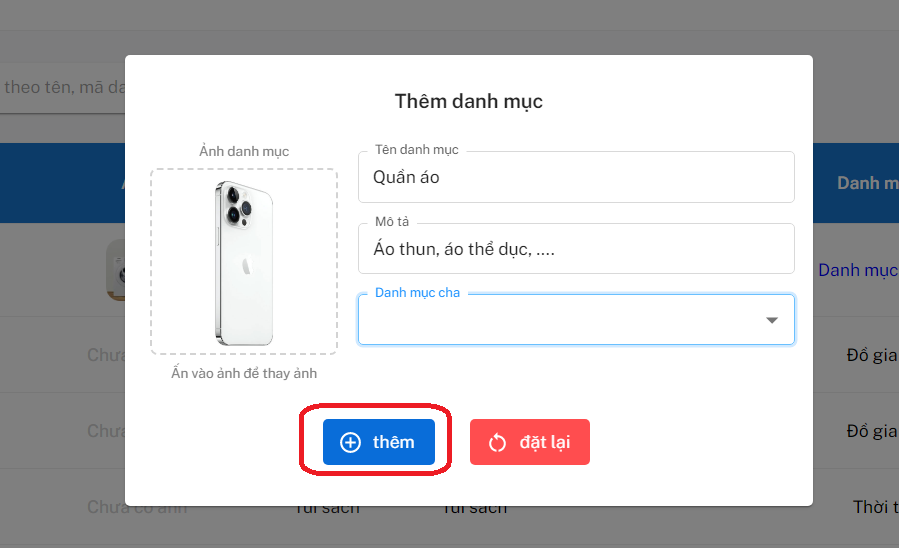 theo tên, mã da
Thêm danh mục
Ảnh danh mục
Tên danh mục
Quần áo
Danh m
Mô tả
Áo thun, áo thể dục, ....
Danh mục
Danh mục cha
Chưa
Đồ gia
Ấn vào ảnh để thay ảnh
Chưa
thêm
đặt lại
Đồ gia
Chưa có ảnh
Túi sách
Túi sách
Thời t